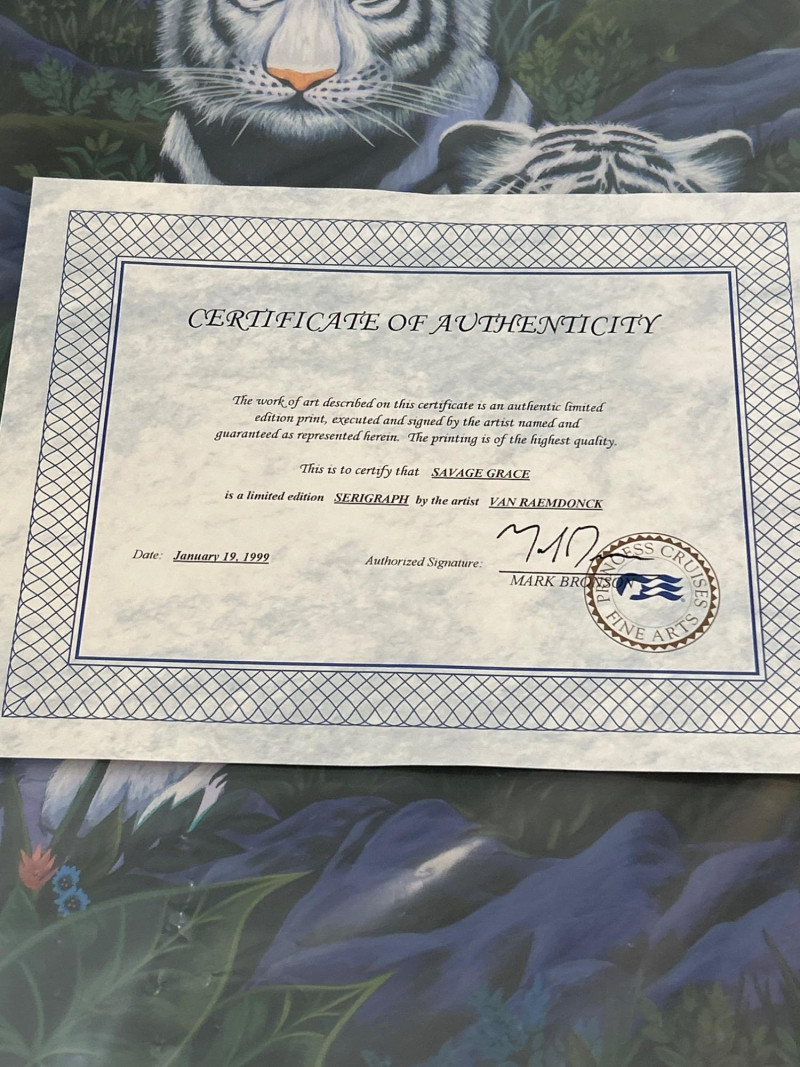 CERTIFICATE OF AUTHENTICITY
The work of art described on this certificate is an authentic limited
edition print, executed and signed by the artist named and
guaranteed as represented herein. The printing is of the highest quality.
This is to certify that SAVAGE GRACE
is a limited edition SERIGRAPH by the artist VAN RAEMDONCK
Date: January 19, 1999 Authorized Signature:
MARK BRONSON
PRINCESS CRUISES
FINE ARTS